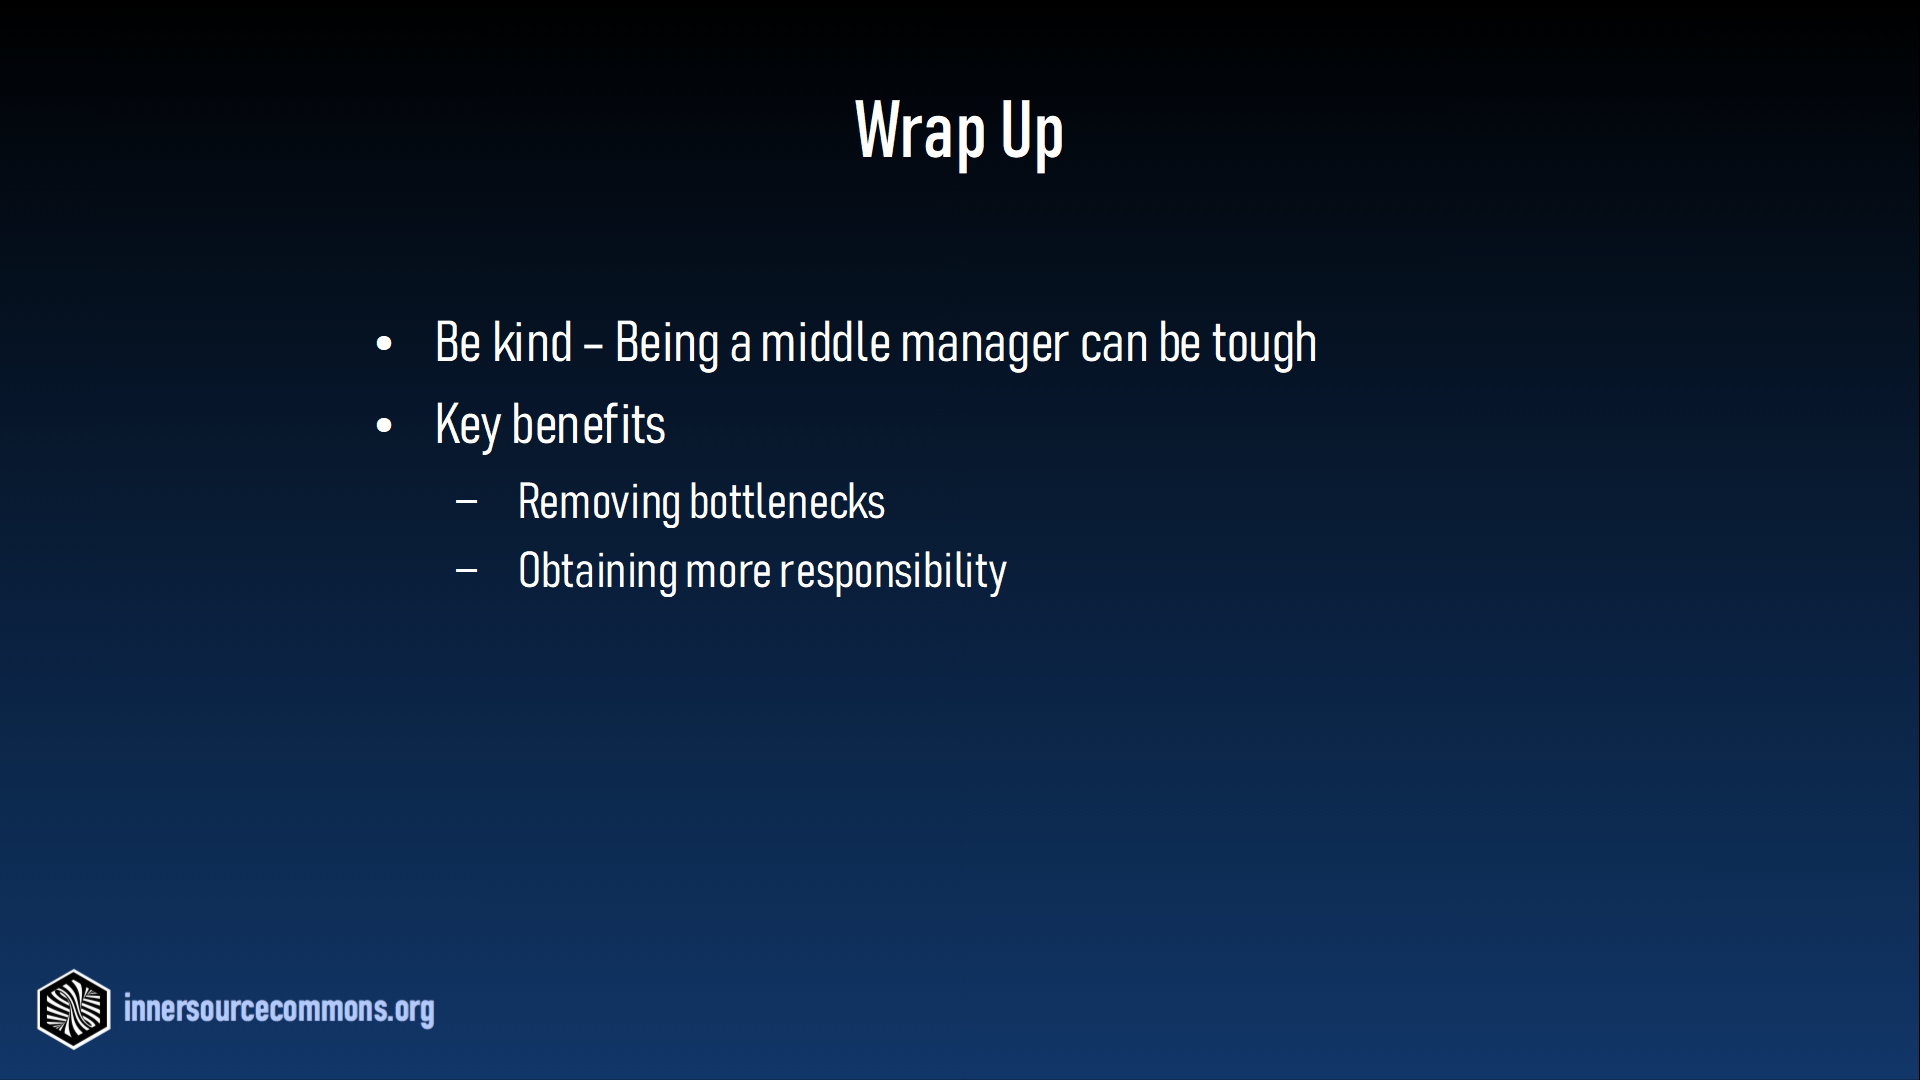 Wrap Up
• Be kind – Being a middle manager can be tough
• Key benefits
– Removing bottlenecks
– Obtaining more responsibility
innersourcecommons.org